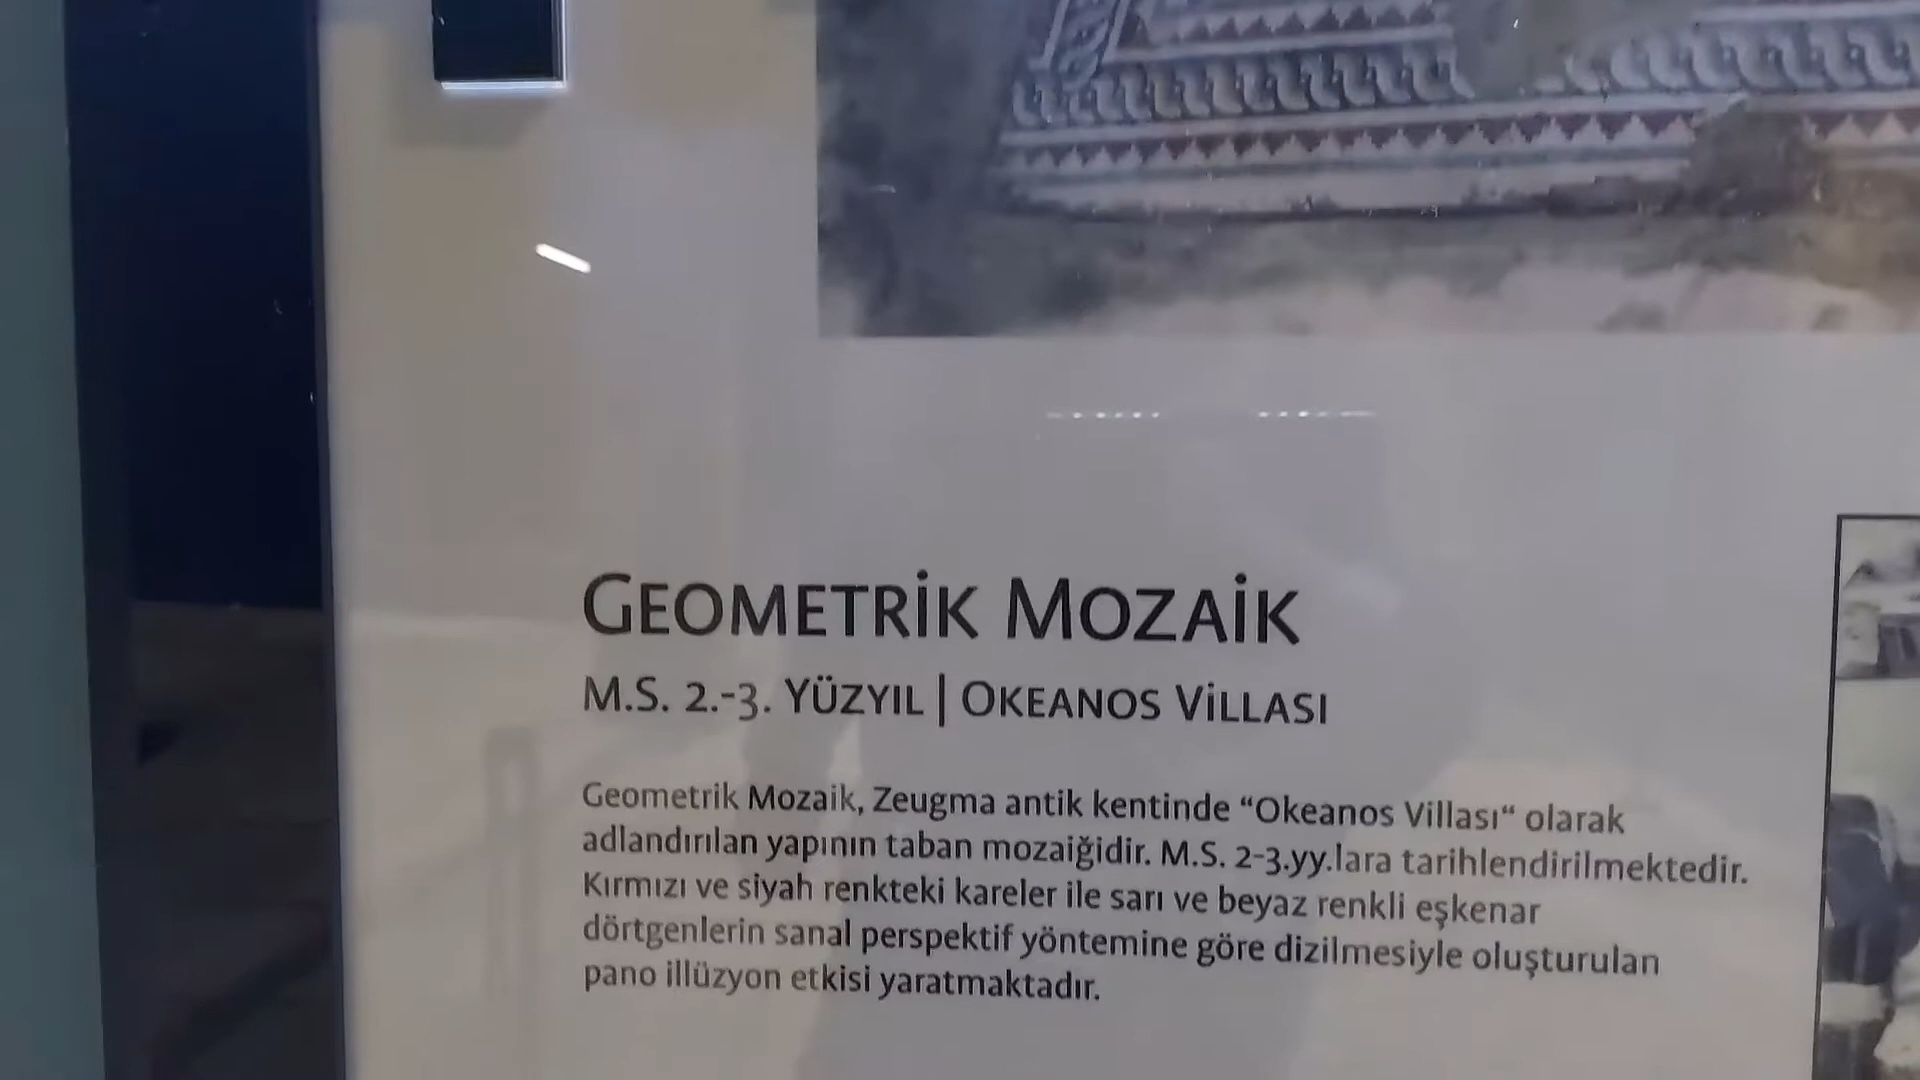 GEOMETRİK MOZAİK
M.S. 2.-3. YÜZYIL | OKEANOS VİLLASI
Geometrik Mozaik, Zeugma antik kentinde “Okeanos Villası“ olarak
adlandırılan yapının taban mozaiğidir. M.S. 2-3.yy.lara tarihlendirilmektedir.
Kırmızı ve siyah renkteki kareler ile sarı ve beyaz renkli eşkenar
dörtgenlerin sanal perspektif yöntemine göre dizilmesiyle oluşturulan
pano illüzyon etkisi yaratmaktadır.